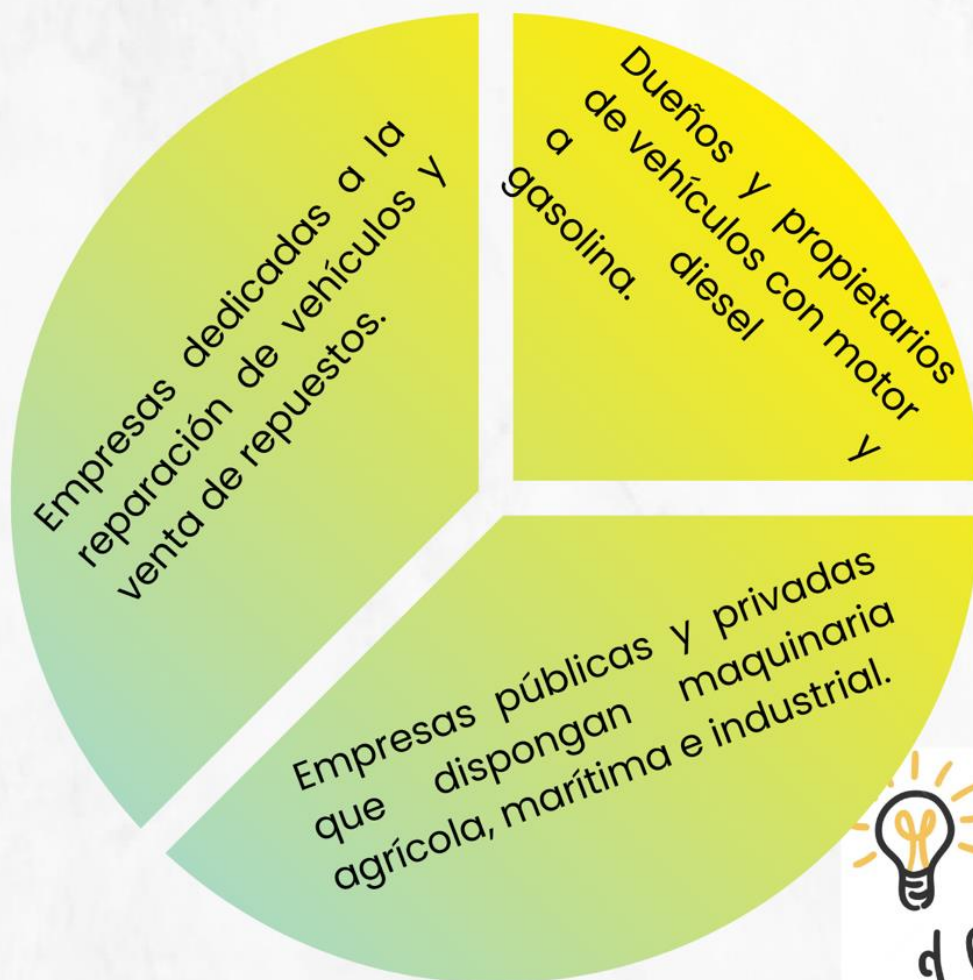 Empresas dedicadas a la
reparación de vehículos y
venta de repuestos.
Dueños y propietarios
de vehículos con motor
a diesel y
gasolina.
Empresas públicas y privadas
que dispongan maquinaria
agrícola, marítima e industrial.